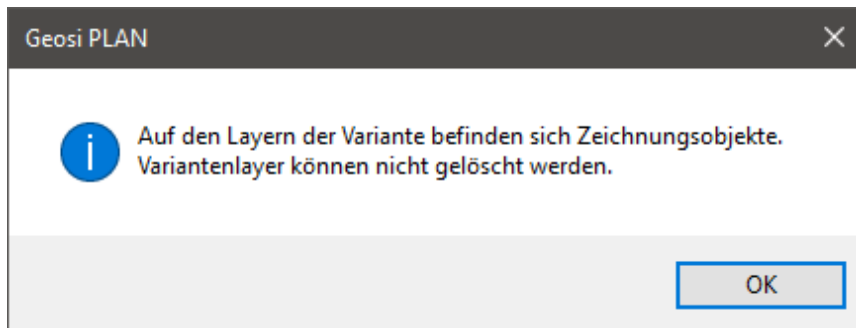 Geosi PLAN
Auf den Layern der Variante befinden sich Zeichnungsobjekte.
Variantenlayer können nicht gelöscht werden.
OK